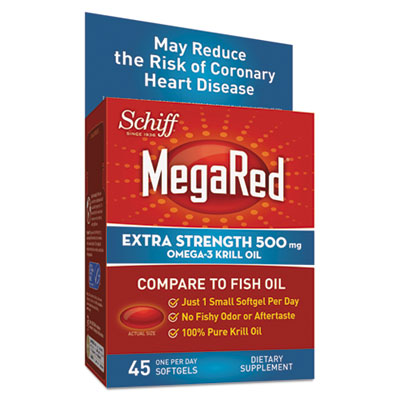 May Reduce
the Risk of Coronary
Heart Disease
Schiff
SINCE 1936
MegaRed
EXTRA STRENGTH 500 mg
OMEGA-3 KRILL OIL
COMPARE TO FISH OIL
Just 1 Small Softgel Per Day
No Fishy Odor or Aftertaste
100% Pure Krill Oil
ACTUAL SIZE
45 ONE PER DAY
SOFTGELS
DIETARY
SUPPLEMENT